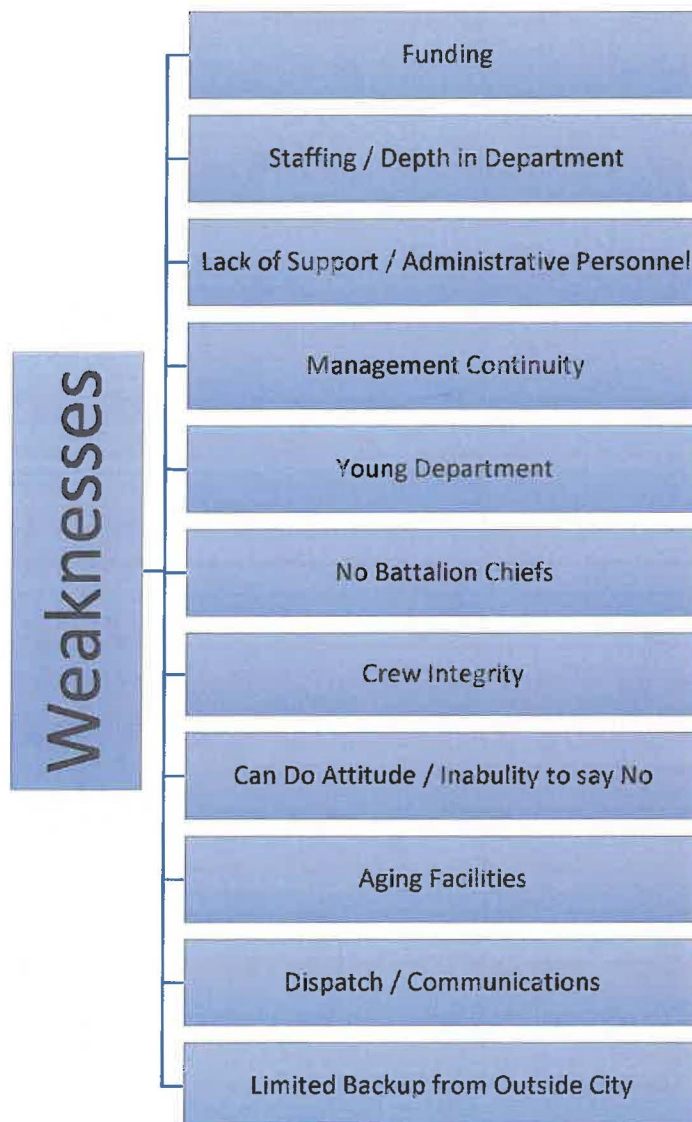 Weaknesses
Funding
Staffing / Depth in Department
Lack of Support / Administrative Personnel
Management Continuity
Young Department
No Battalion Chiefs
Crew Integrity
Can Do Attitude / Inabulity to say No
Aging Facilities
Dispatch / Communications
Limited Backup from Outside City